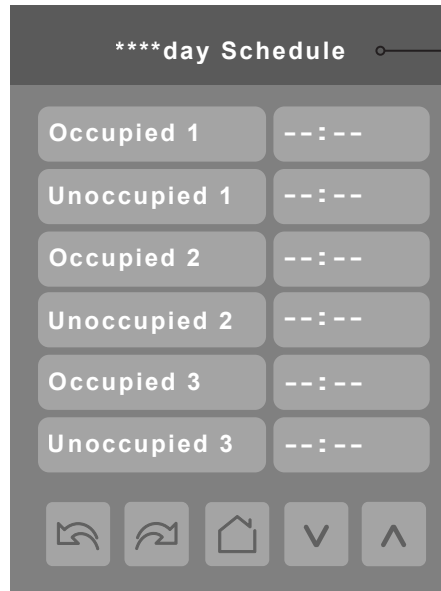 ****day Schedule
Occupied 1 --:--
Unoccupied 1 --:--
Occupied 2 --:--
Unoccupied 2 --:--
Occupied 3 --:--
Unoccupied 3 --:--